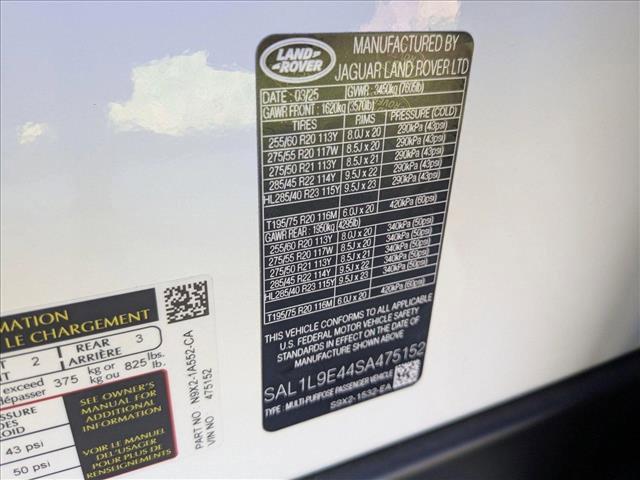 LAND ROVER
MANUFACTURED BY
JAGUAR LAND ROVER LTD
DATE : 03/25 GVWR : 3450kg (7605lb)
GAWR FRONT : 1620kg (3570lb)
TIRES RIMS PRESSURE (COLD)
255/60 R20 113Y 8.0J x 20 290kPa (43psi)
275/55 R20 117W 8.5J x 20 290kPa (43psi)
275/50 R21 113Y 8.5J x 21 290kPa (43psi)
285/45 R22 114Y 9.5J x 22 290kPa (43psi)
HL285/40 R23 115Y 9.5J x 23 290kPa (43psi)
T195/75 R20 116M 6.0J x 20 420kPa (60psi)
GAWR REAR : 1950kg (4295lb)
255/60 R20 113Y 8.0J x 20 340kPa (50psi)
275/55 R20 117W 8.5J x 20 340kPa (50psi)
275/50 R21 113Y 8.5J x 21 340kPa (50psi)
285/45 R22 114Y 9.5J x 22 340kPa (50psi)
HL285/40 R23 115Y 9.5J x 23 340kPa (50psi)
T195/75 R20 116M 6.0J x 20 420kPa (60psi)
THIS VEHICLE CONFORMS TO ALL APPLICABLE
U.S. FEDERAL MOTOR VEHICLE SAFETY
STANDARDS IN EFFECT ON THE DATE OF
MANUFACTURE SHOWN ABOVE.
SAL1L9E44SA475152
TYPE : MULTI-PURPOSE PASSENGER VEHICLE
S9X2-1532-EA
MATION
LE CHARGEMENT
T 2 REAR ARRIÈRE 3
exceed
dépasser 375 kg or kg ou 825 lbs. lb.
SSURE
DES
ROID
43 psi
50 psi
SEE OWNER'S
MANUAL FOR
ADDITIONAL
INFORMATION
VOIR LE MANUEL
DE L'USAGER
POUR PLUS DE
RENSEIGNEMENTS
PART NO W9X2-1A552-CA
VIN NO 475152